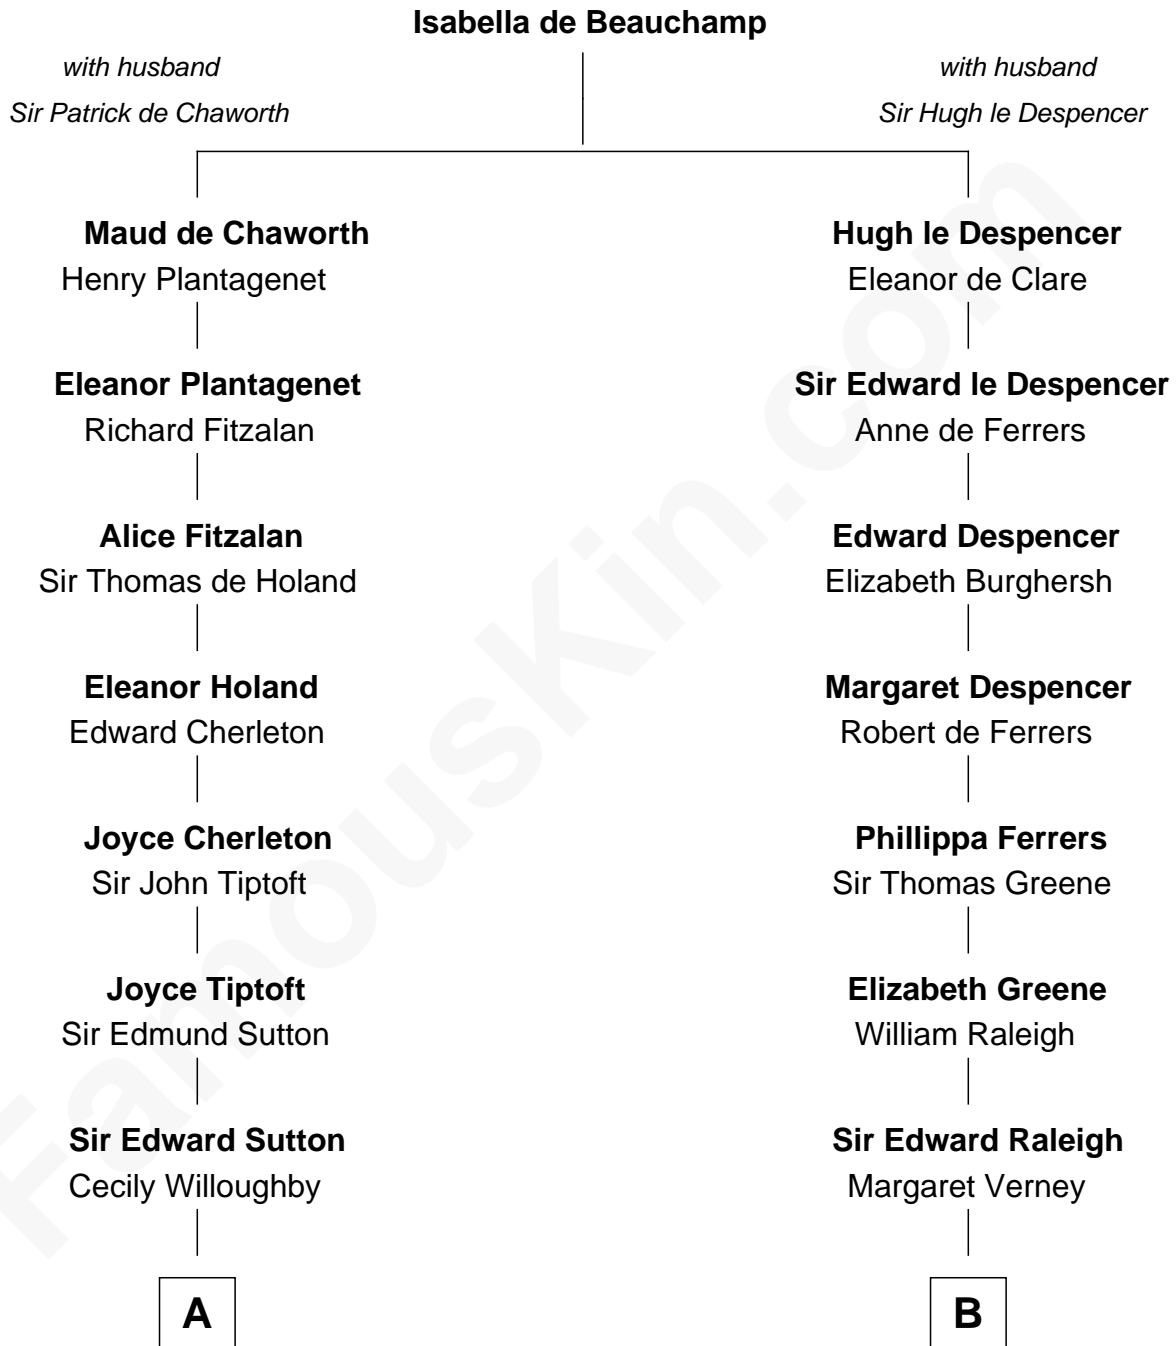 Isabella de Beauchamp
with husband
Sir Patrick de Chaworth
with husband
Sir Hugh le Despencer
Maud de Chaworth
Henry Plantagenet
Hugh le Despencer
Eleanor de Clare
Eleanor Plantagenet
Richard Fitzalan
Sir Edward le Despencer
Anne de Ferrers
Alice Fitzalan
Sir Thomas de Holand
Edward Despencer
Elizabeth Burghersh
Eleanor Holand
Edward Cherleton
Margaret Despencer
Robert de Ferrers
Joyce Cherleton
Sir John Tiptoft
Phillippa Ferrers
Sir Thomas Greene
Joyce Tiptoft
Sir Edmund Sutton
Elizabeth Greene
William Raleigh
Sir Edward Sutton
Cecily Willoughby
Sir Edward Raleigh
Margaret Verney
A
B
FamousKin.com